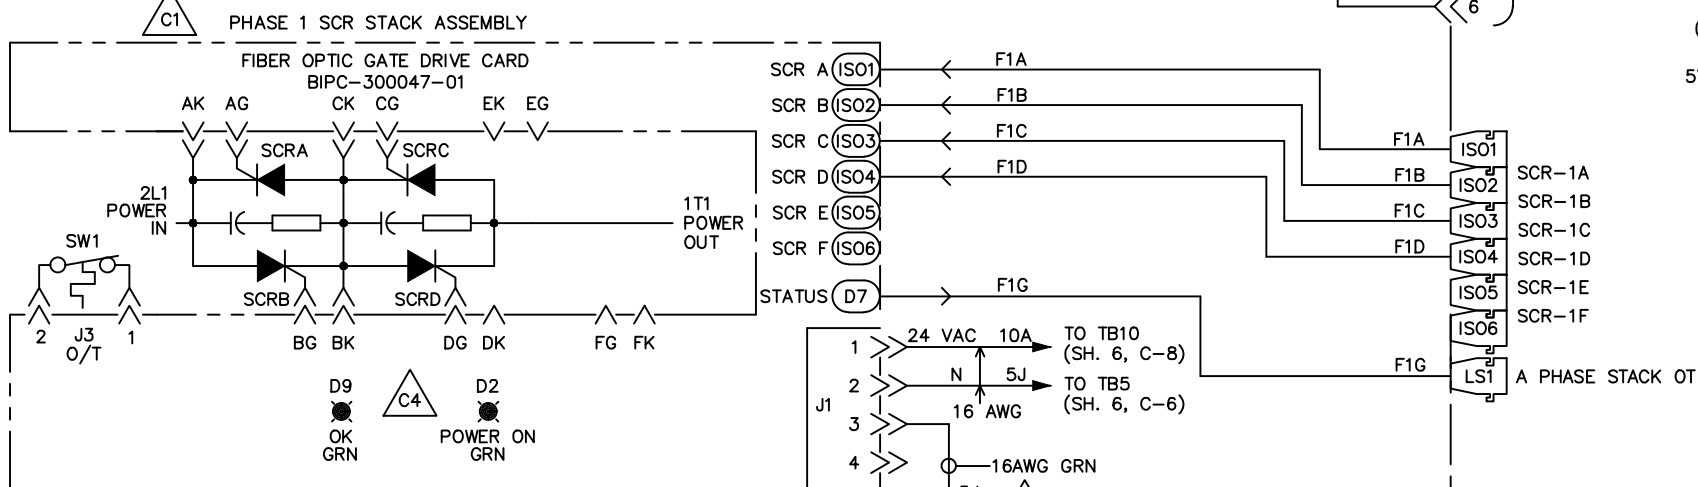 C1
PHASE 1 SCR STACK ASSEMBLY
FIBER OPTIC GATE DRIVE CARD
BIPC-300047-01
AK AG CK CG EK EG
SCRA SCRC
2L1
POWER
IN
1T1
POWER
OUT
SW1
SCRB SCRD
2 J3 1
O/T
BG BK DG DK FG FK
D9
OK
GRN
C4
D2
POWER ON
GRN
SCR A ISO1 F1A
SCR B ISO2 F1B
SCR C ISO3 F1C
SCR D ISO4 F1D
SCR E ISO5
SCR F ISO6
STATUS D7 F1G
J1
1 24 VAC 10A TO TB10
(SH. 6, C-8)
2 N 5J TO TB5
(SH. 6, C-6)
16 AWG
3
4
16AWG GRN
6
F1A ISO1
SCR-1A
F1B ISO2
SCR-1B
F1C ISO3
SCR-1C
F1D ISO4
SCR-1D
ISO5
SCR-1E
ISO6
SCR-1F
F1G LS1 A PHASE STACK OT